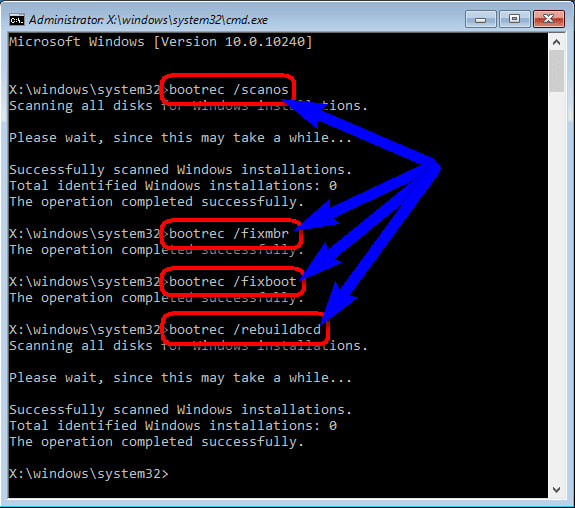 Administrator: X:\windows\system32\cmd.exe
Microsoft Windows [Version 10.0.10240]
X:\windows\system32>bootrec /scanos
Scanning all disks for Windows installations.
Please wait, since this may take a while...
Successfully scanned Windows installations.
Total identified Windows installations: 0
The operation completed successfully.
X:\windows\system32>bootrec /fixmbr
The operation completed successfully.
X:\windows\system32>bootrec /fixboot
The operation completed successfully.
X:\windows\system32>bootrec /rebuildbcd
Scanning all disks for Windows installations.
Please wait, since this may take a while...
Successfully scanned Windows installations.
Total identified Windows installations: 0
The operation completed successfully.
X:\windows\system32>